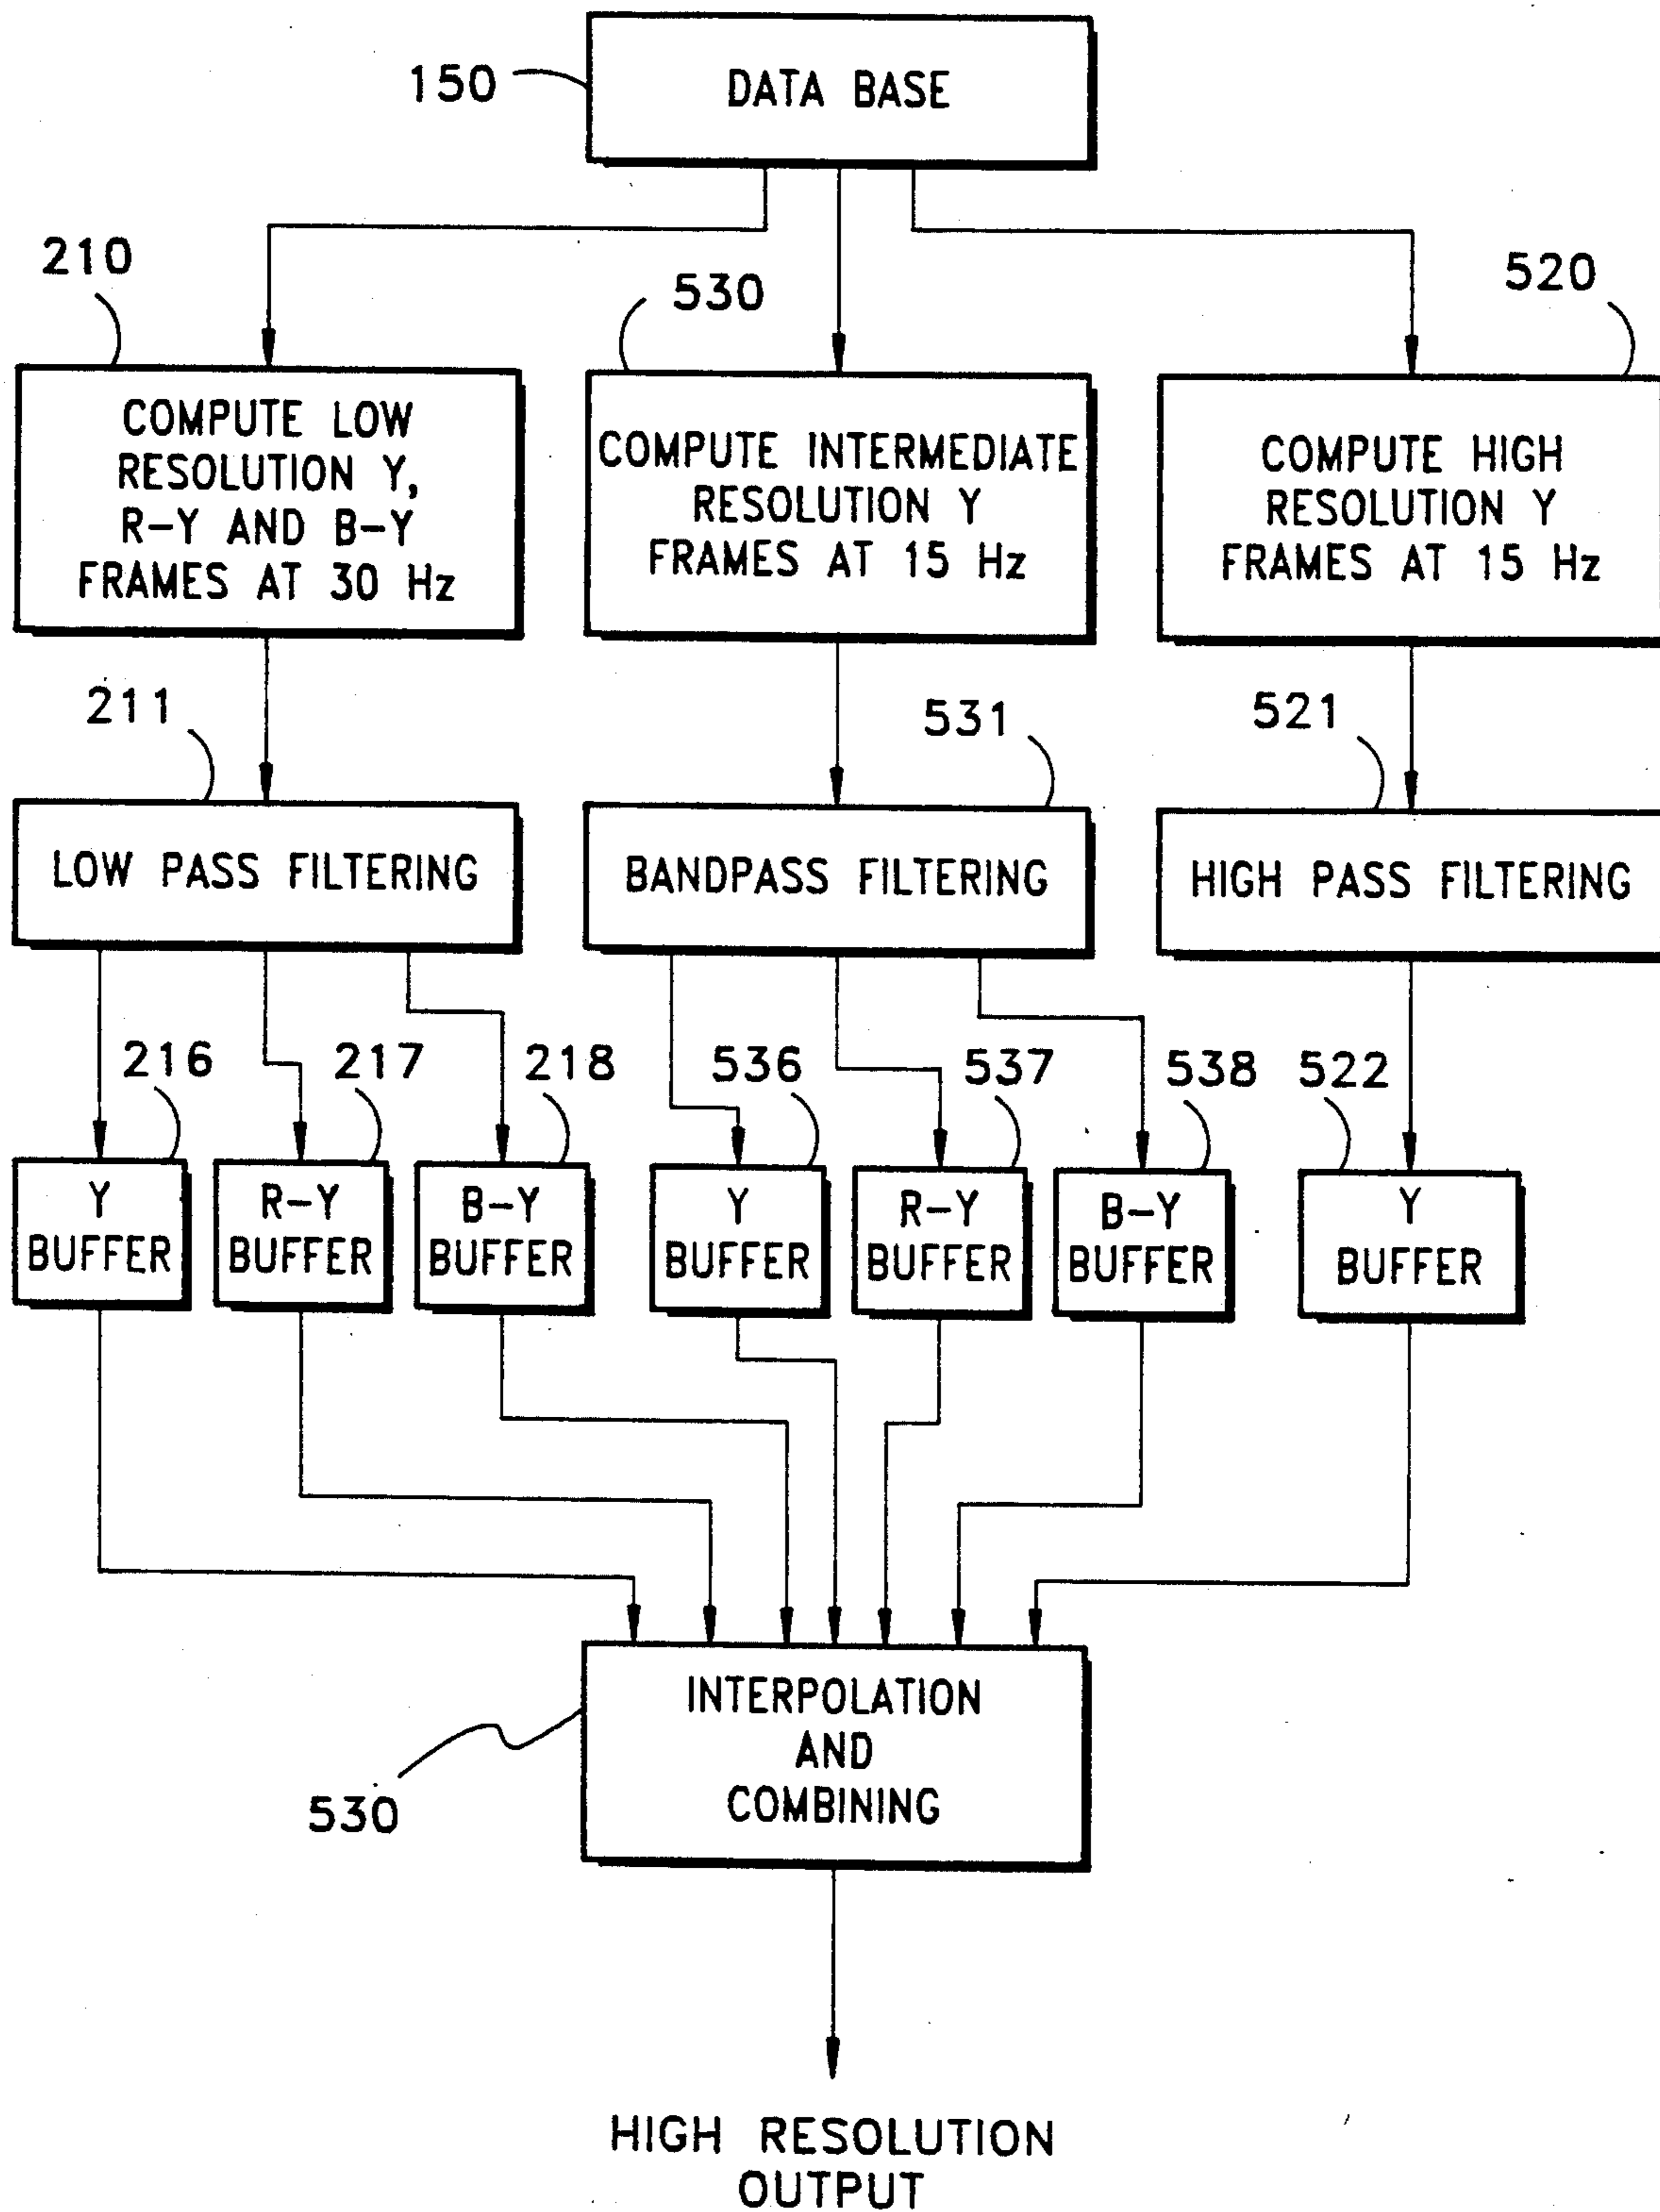 150
DATA BASE
210
530
520
COMPUTE LOW
RESOLUTION Y,
R-Y AND B-Y
FRAMES AT 30 Hz
COMPUTE INTERMEDIATE
RESOLUTION Y
FRAMES AT 15 Hz
COMPUTE HIGH
RESOLUTION Y
FRAMES AT 15 Hz
211
531
521
LOW PASS FILTERING
BANDPASS FILTERING
HIGH PASS FILTERING
216
217
218
536
537
538
522
Y
BUFFER
R-Y
BUFFER
B-Y
BUFFER
Y
BUFFER
R-Y
BUFFER
B-Y
BUFFER
Y
BUFFER
INTERPOLATION
AND
COMBINING
530
HIGH RESOLUTION
OUTPUT